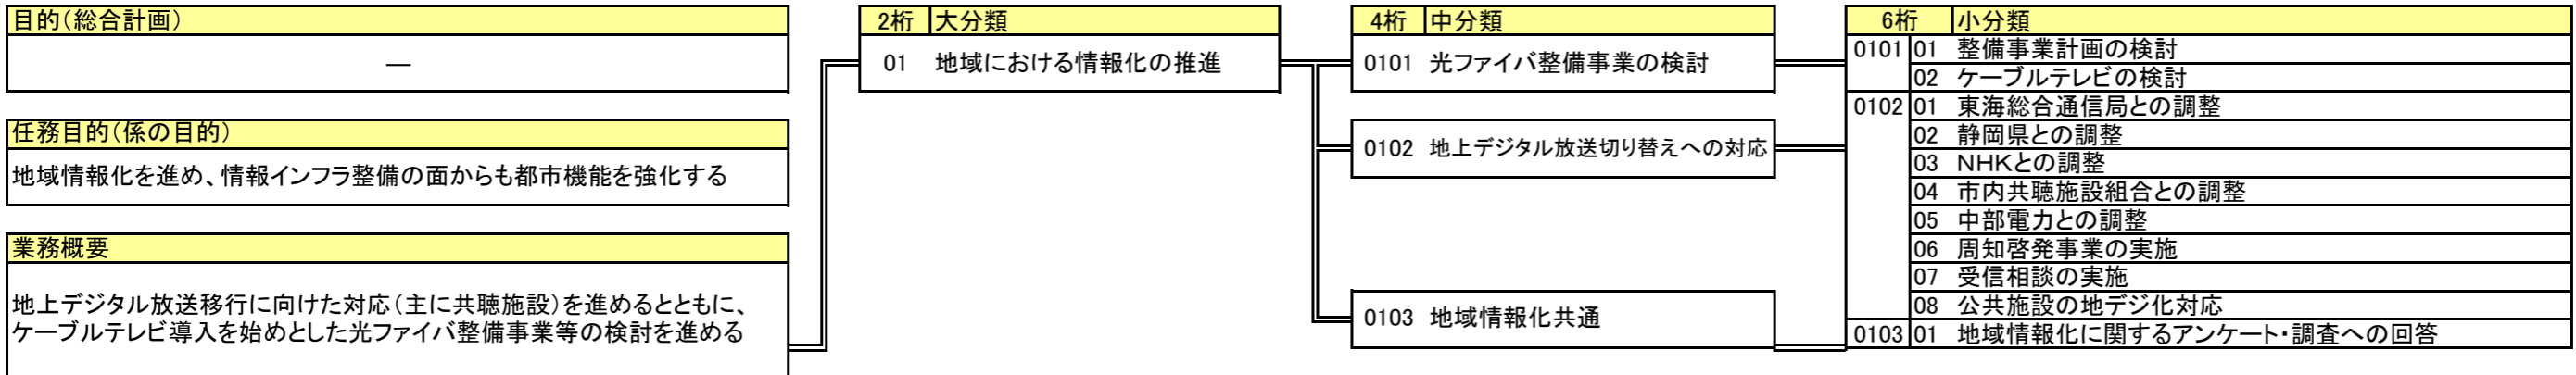 目的(総合計画)
―
任務目的(係の目的)
地域情報化を進め、情報インフラ整備の面からも都市機能を強化する
業務概要
地上デジタル放送移行に向けた対応(主に共聴施設)を進めるとともに、
ケーブルテレビ導入を始めとした光ファイバ整備事業等の検討を進める
2桁 大分類
01 地域における情報化の推進
4桁 中分類
0101 光ファイバ整備事業の検討
0102 地上デジタル放送切り替えへの対応
0103 地域情報化共通
6桁 小分類
0101 01 整備事業計画の検討
02 ケーブルテレビの検討
0102 01 東海総合通信局との調整
02 静岡県との調整
03 NHKとの調整
04 市内共聴施設組合との調整
05 中部電力との調整
06 周知啓発事業の実施
07 受信相談の実施
08 公共施設の地デジ化対応
0103 01 地域情報化に関するアンケート・調査への回答